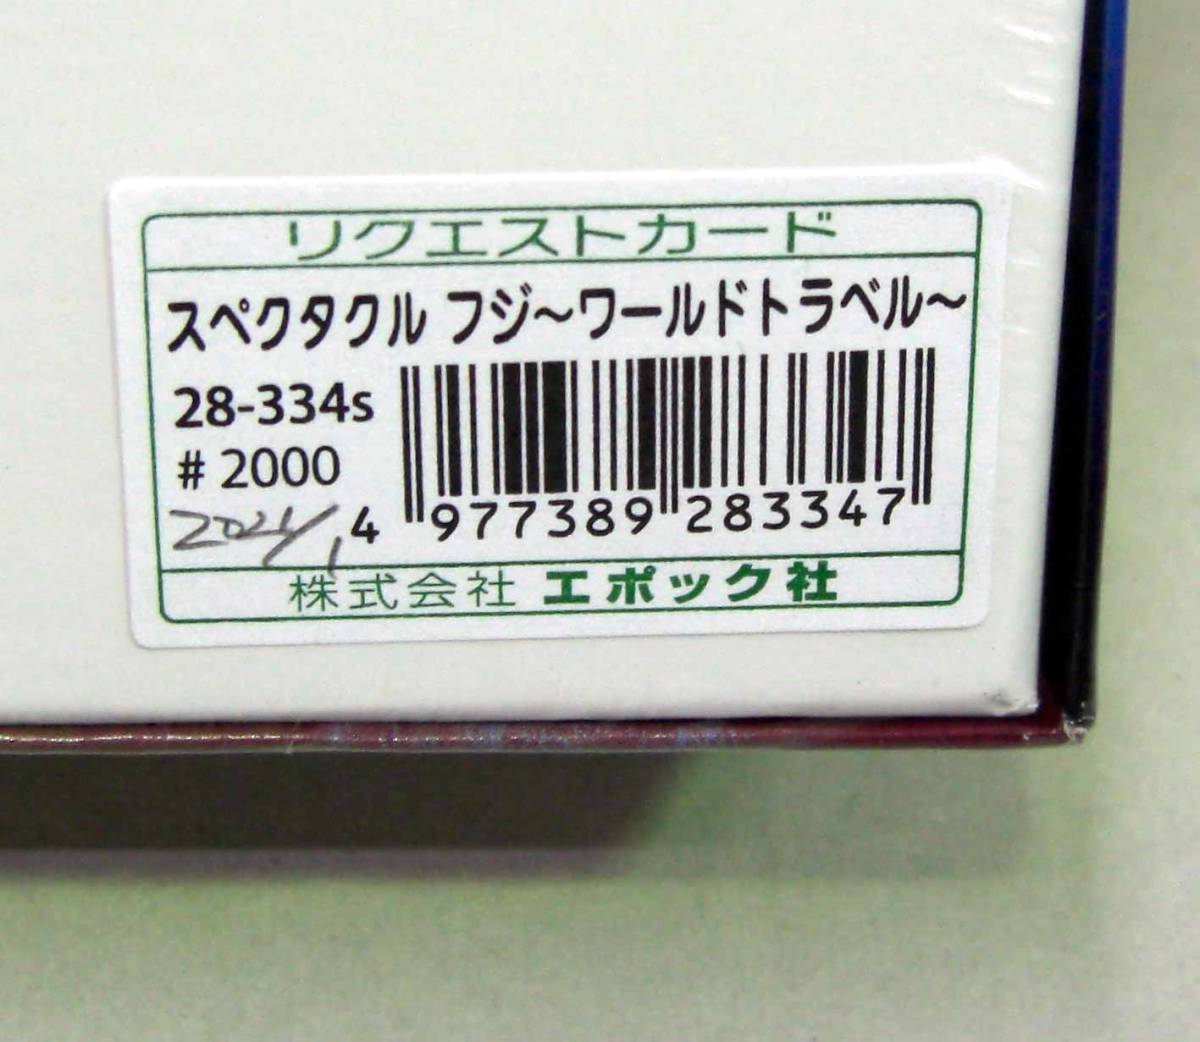 リクエストカード
スペクタクル フジ～ワールドトラベル～
28-334s
# 2000
2021/1
4 977389 283347
株式会社 エポック社